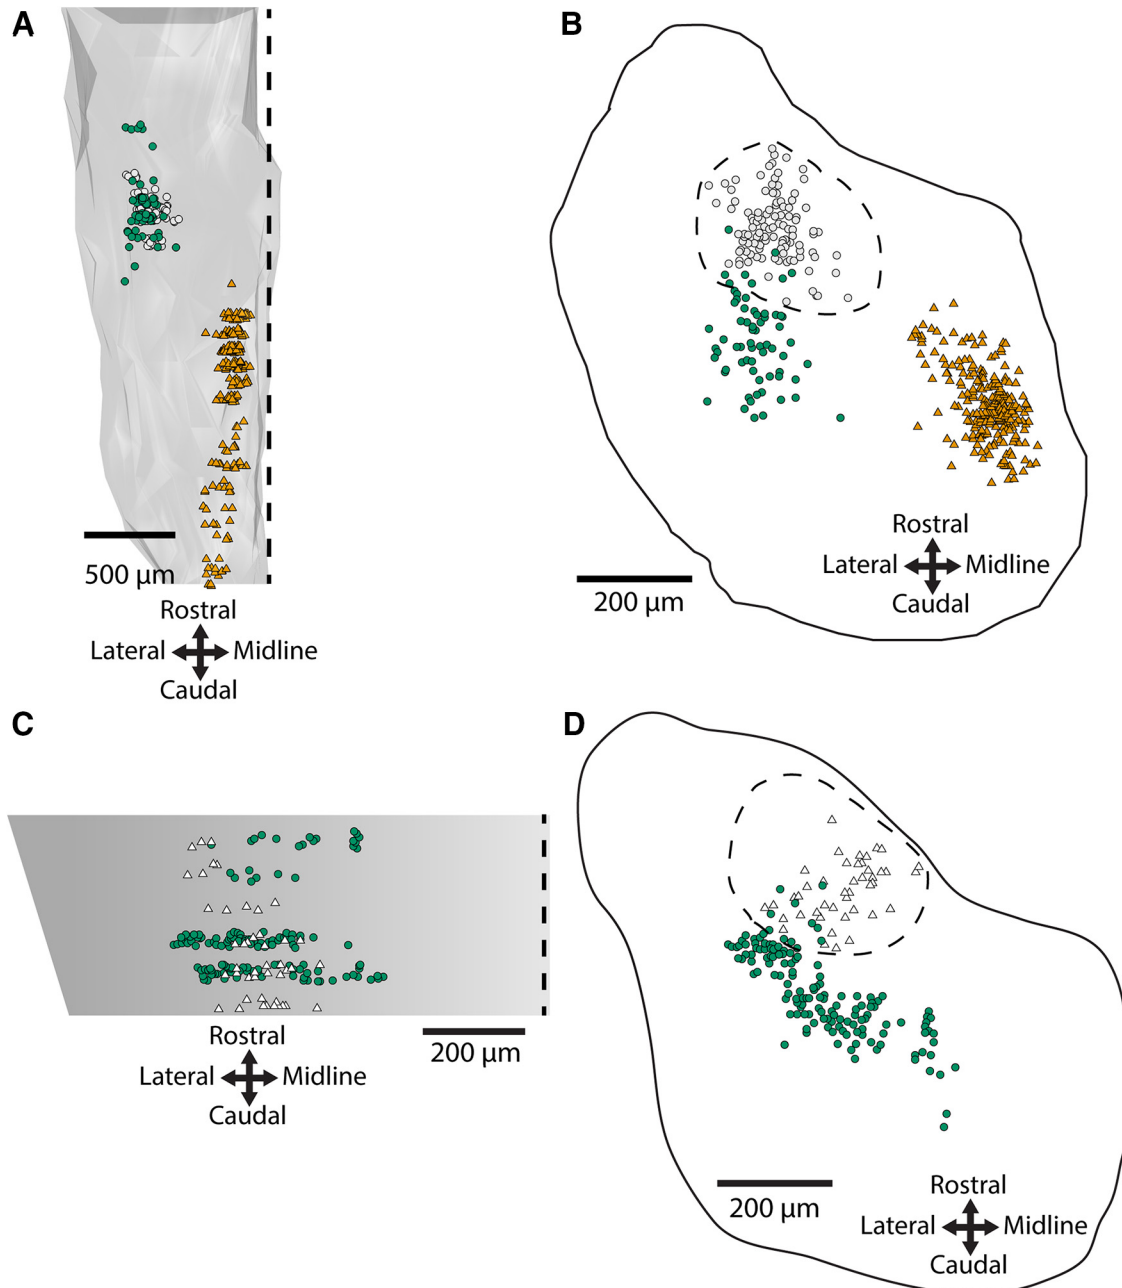 A
500 µm
Rostral
Lateral Midline
Caudal
B
200 µm
Rostral
Lateral Midline
Caudal
C
200 µm
Rostral
Lateral Midline
Caudal
D
200 µm
Rostral
Lateral Midline
Caudal